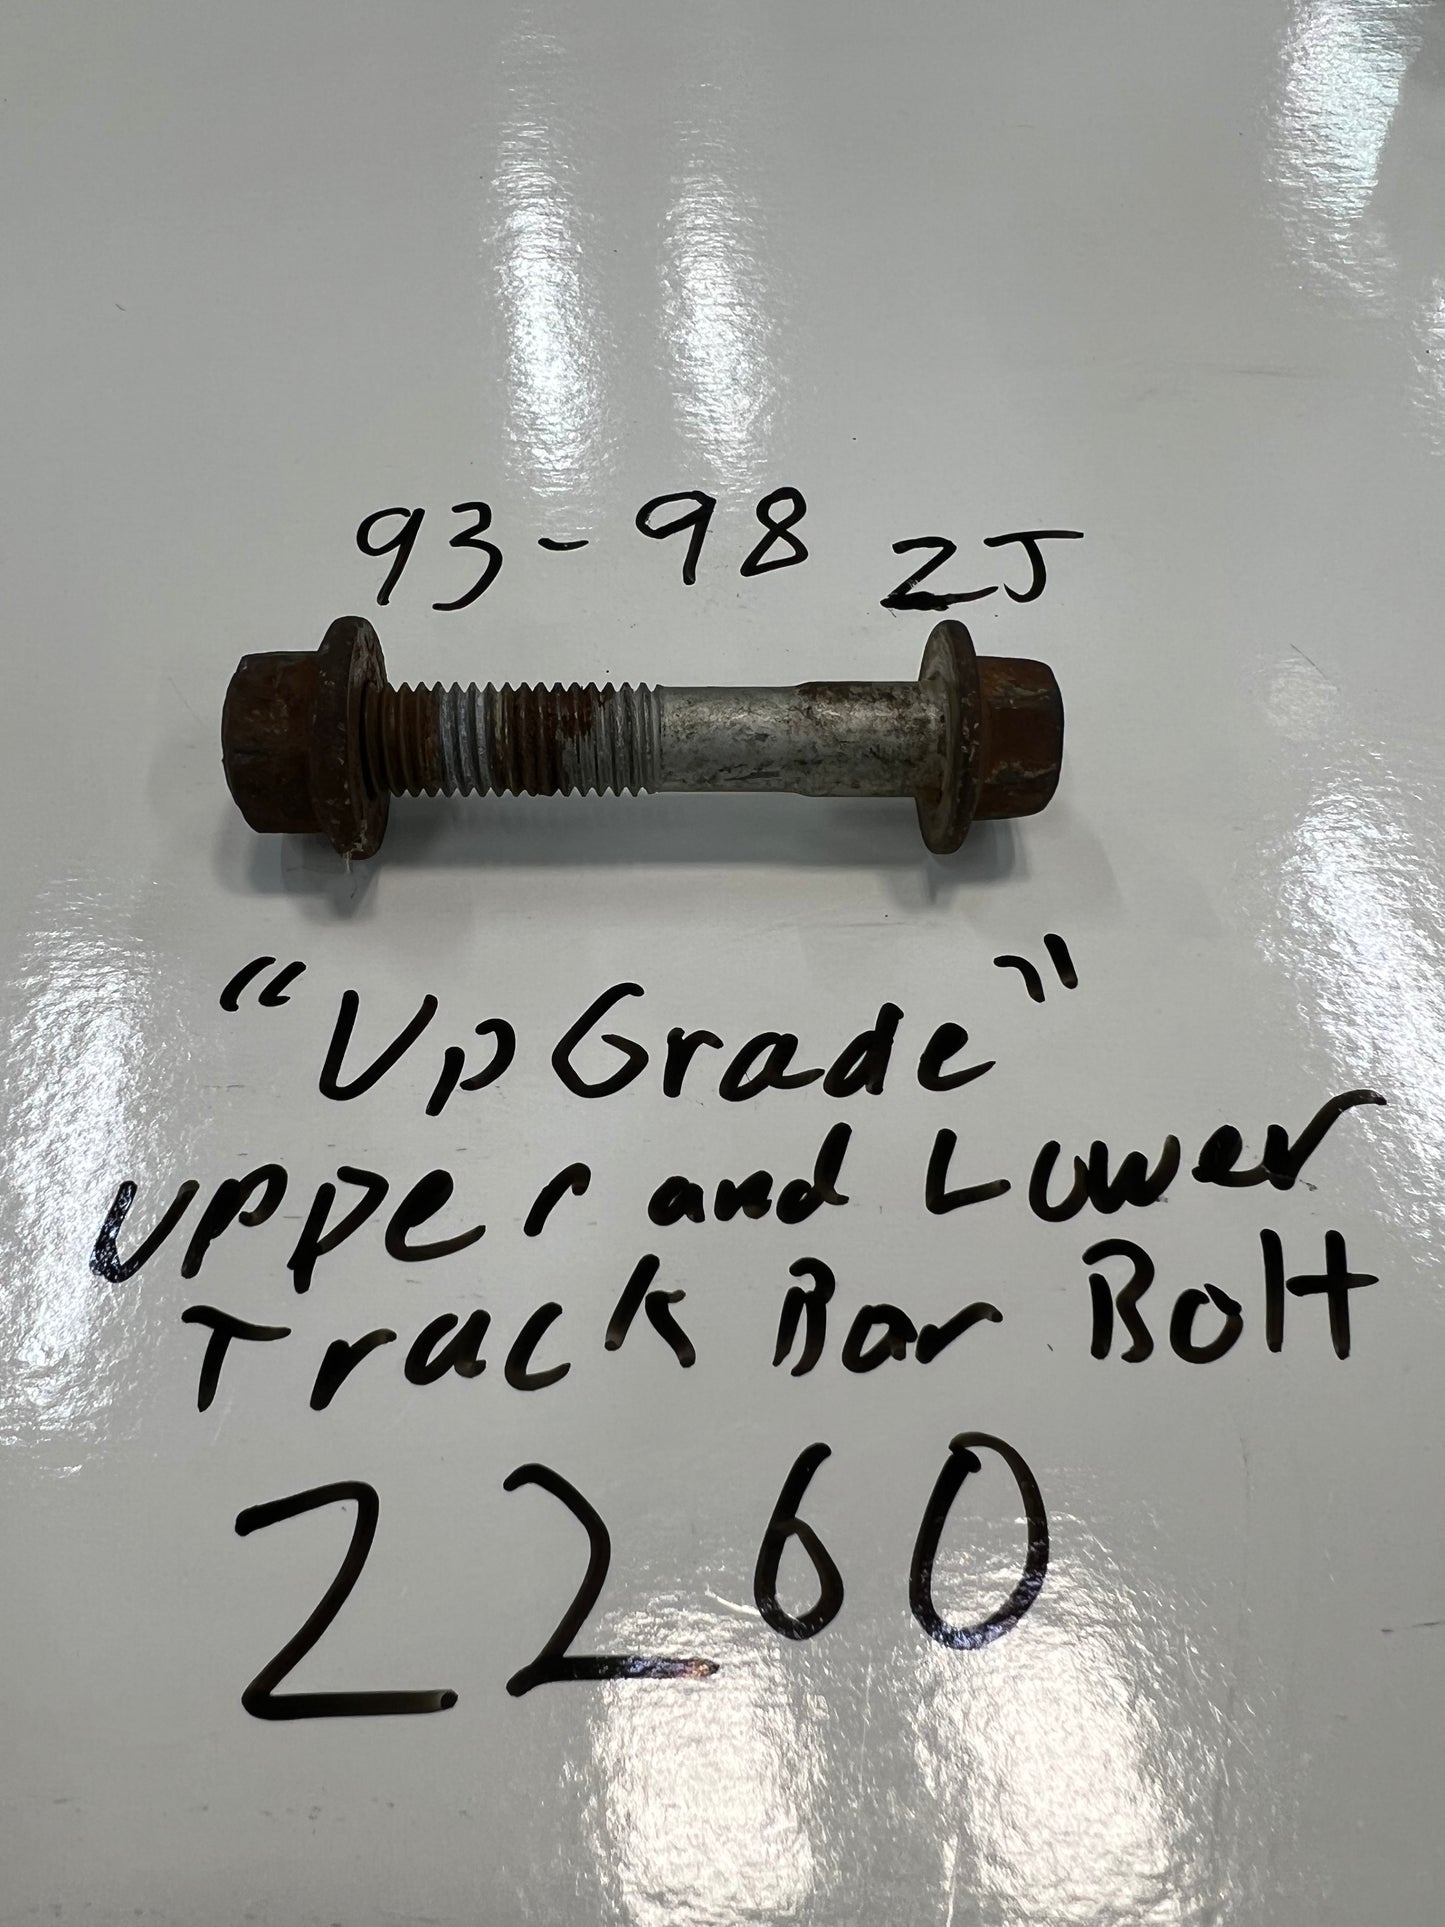 93-98 ZJ
"UpGrade"
Upper and Lower
Track Bar Bolt
2260